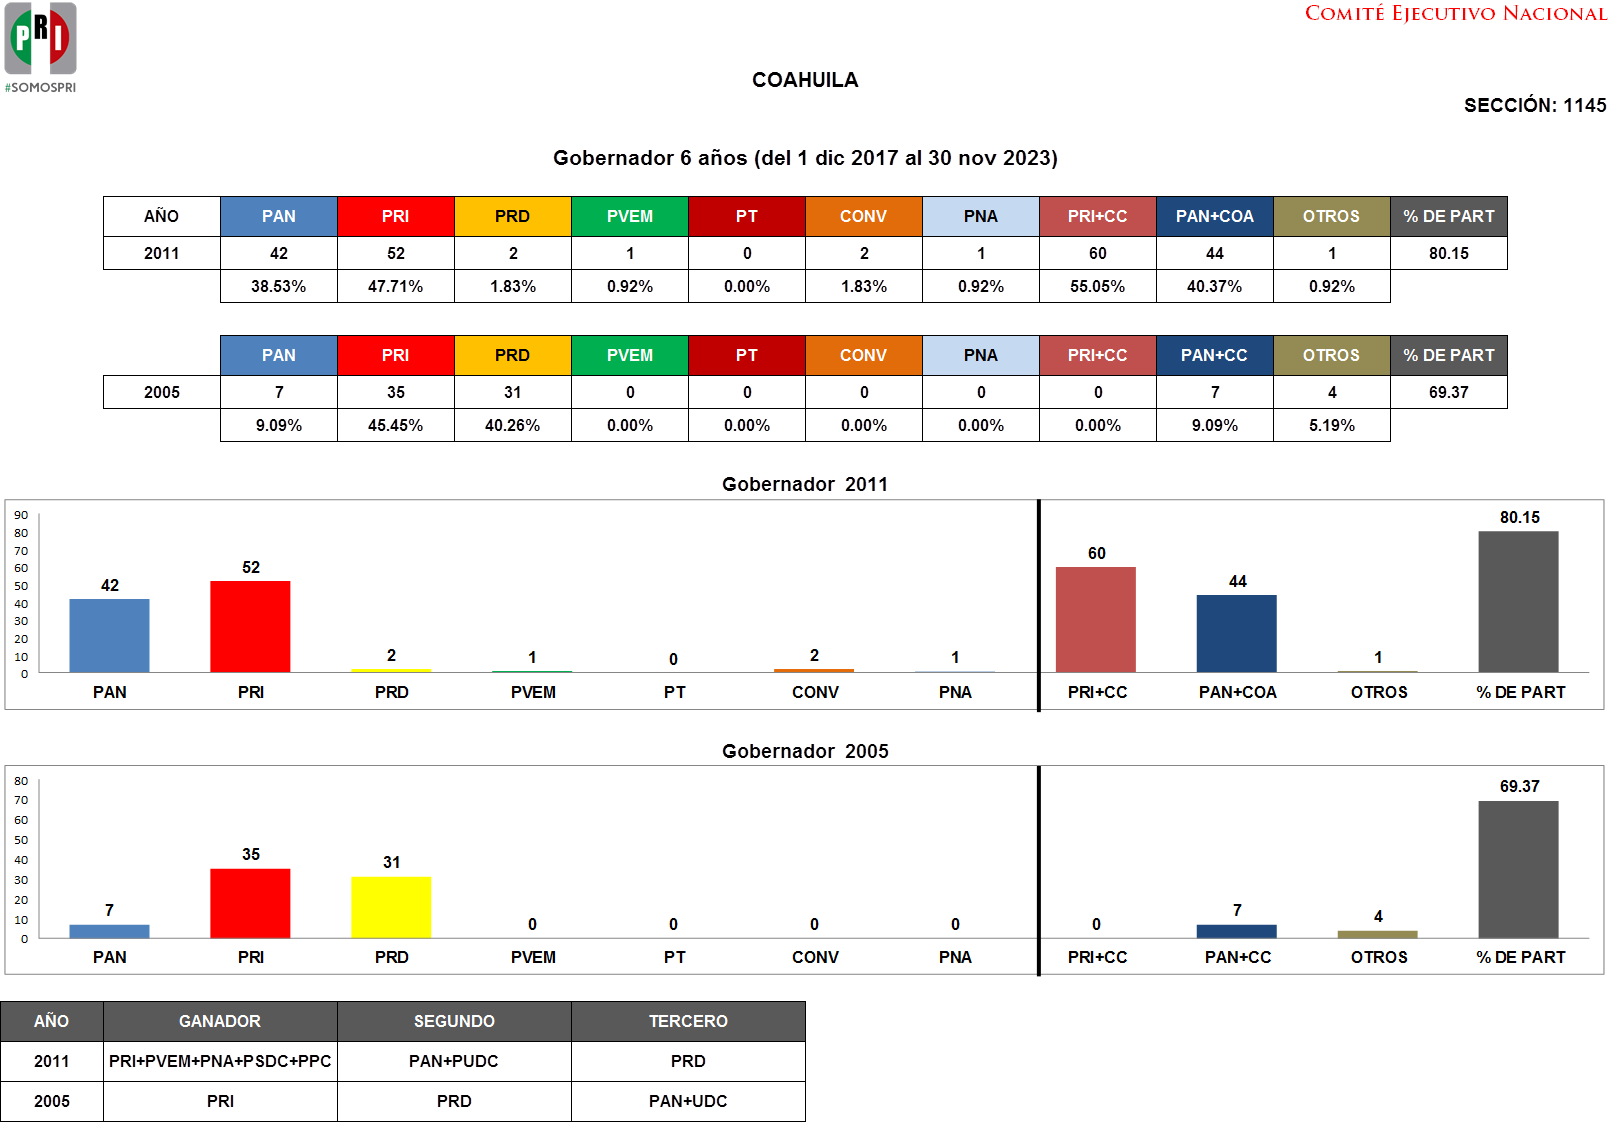 PRI
#SOMOSPRI
COMITÉ EJECUTIVO NACIONAL
COAHUILA
SECCIÓN: 1145
Gobernador 6 años (del 1 dic 2017 al 30 nov 2023)
AÑO PAN PRI PRD PVEM PT CONV PNA PRI+CC PAN+COA OTROS % DE PART
2011 42 52 2 1 0 2 1 60 44 1 80.15
38.53% 47.71% 1.83% 0.92% 0.00% 1.83% 0.92% 55.05% 40.37% 0.92%
PAN PRI PRD PVEM PT CONV PNA PRI+CC PAN+CC OTROS % DE PART
2005 7 35 31 0 0 0 0 0 7 4 69.37
9.09% 45.45% 40.26% 0.00% 0.00% 0.00% 0.00% 0.00% 9.09% 5.19%
Gobernador 2011
90
80
70
60
50
40
30
20
10
0
42 52 2 1 0 2 1 60 44 1 80.15
PAN PRI PRD PVEM PT CONV PNA PRI+CC PAN+COA OTROS % DE PART
Gobernador 2005
80
70
60
50
40
30
20
10
0
7 35 31 0 0 0 0 0 7 4 69.37
PAN PRI PRD PVEM PT CONV PNA PRI+CC PAN+CC OTROS % DE PART
AÑO GANADOR SEGUNDO TERCERO
2011 PRI+PVEM+PNA+PSDC+PPC PAN+PUDC PRD
2005 PRI PRD PAN+UDC